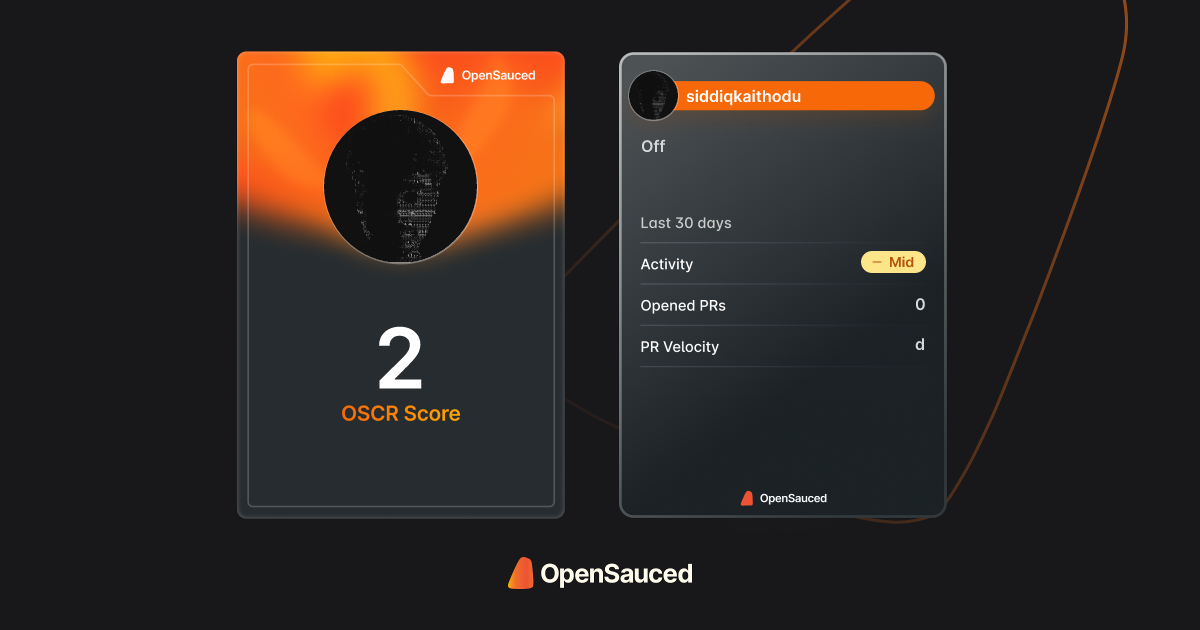 OpenSauced
2
OSCR Score
siddiqkaithodu
Off
Last 30 days
Activity
– Mid
Opened PRs
0
PR Velocity
d
OpenSauced
OpenSauced